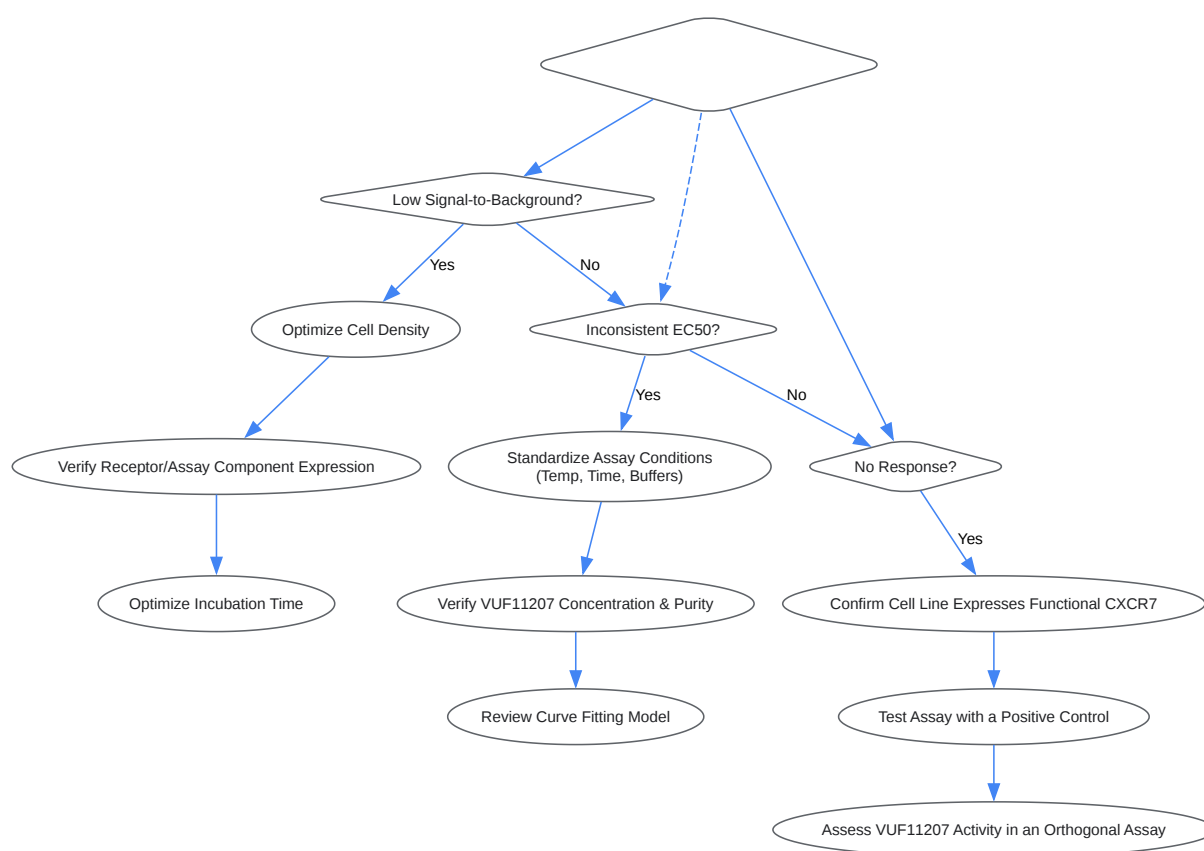 Low Signal-to-Background?
Yes
No
Optimize Cell Density
Inconsistent EC50?
Yes
No
Verify Receptor/Assay Component Expression
Standardize Assay Conditions
(Temp, Time, Buffers)
No Response?
Yes
Optimize Incubation Time
Verify VUF11207 Concentration & Purity
Confirm Cell Line Expresses Functional CXCR7
Review Curve Fitting Model
Test Assay with a Positive Control
Assess VUF11207 Activity in an Orthogonal Assay